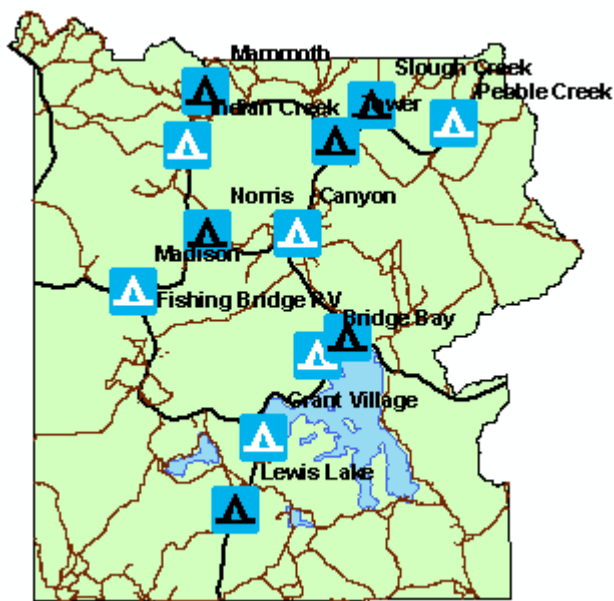 Mammoth
Slough Creek
Pebble Creek
Indian Creek
Tower
Norris
Canyon
Madison
Fishing Bridge RV
Bridge Bay
Grant Village
Lewis Lake